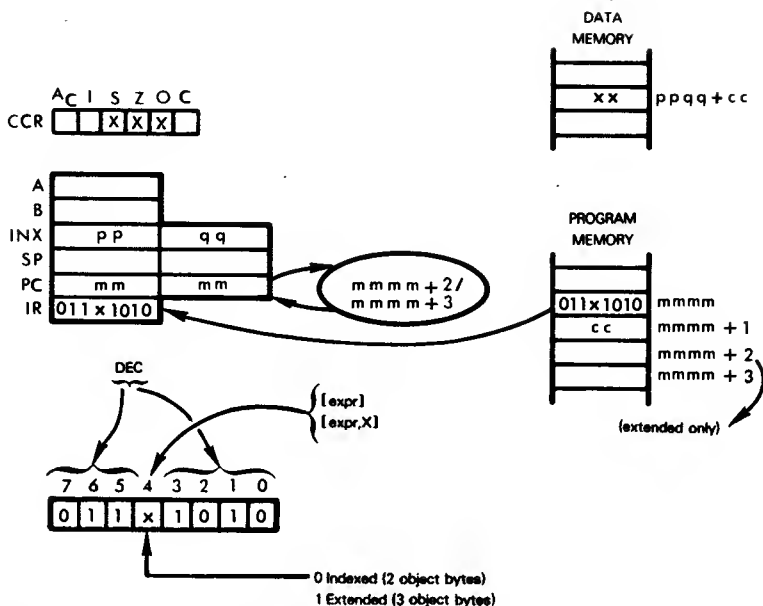 DATA
MEMORY
AC I S Z O C
CCR X X X
xx ppqq+cc
A
B
INX pp qq
SP
PC mm mm
IR 011x1010
mmmm + 2/
mmmm + 3
PROGRAM
MEMORY
011x1010 mmmm
cc mmmm + 1
mmmm + 2
mmmm + 3
(extended only)
DEC
[expr]
[expr,X]
7 6 5 4 3 2 1 0
0 1 1 x 1 0 1 0
0 Indexed (2 object bytes)
1 Extended (3 object bytes)